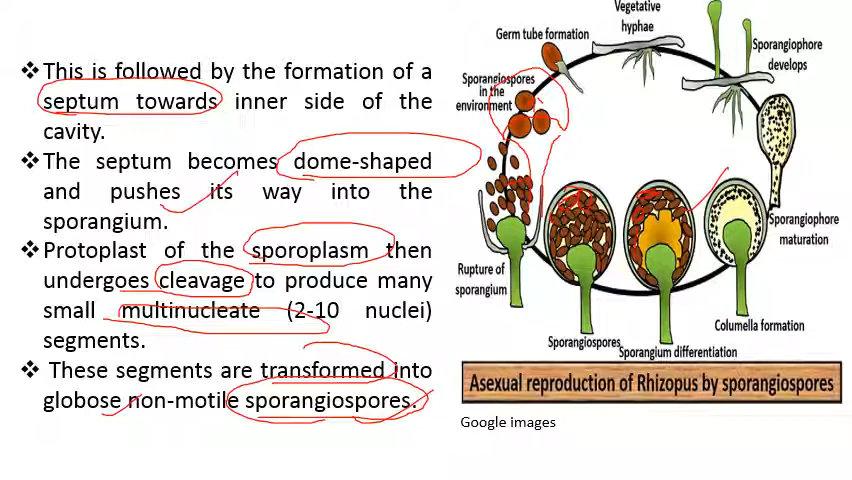 ❖This is followed by the formation of a
septum towards inner side of the
cavity.
❖The septum becomes dome-shaped
and pushes its way into the
sporangium.
❖Protoplast of the sporoplasm then
undergoes cleavage to produce many
small multinucleate (2-10 nuclei)
segments.
❖ These segments are transformed into
globose non-motile sporangiospores.
Vegetative
hyphae
Germ tube formation
Sporangiophore
develops
Sporangiospores
in the
environment
Sporangiophore
maturation
Rupture of
sporangium
Columella formation
Sporangiospores
Sporangium differentiation
Asexual reproduction of Rhizopus by sporangiospores
Google images